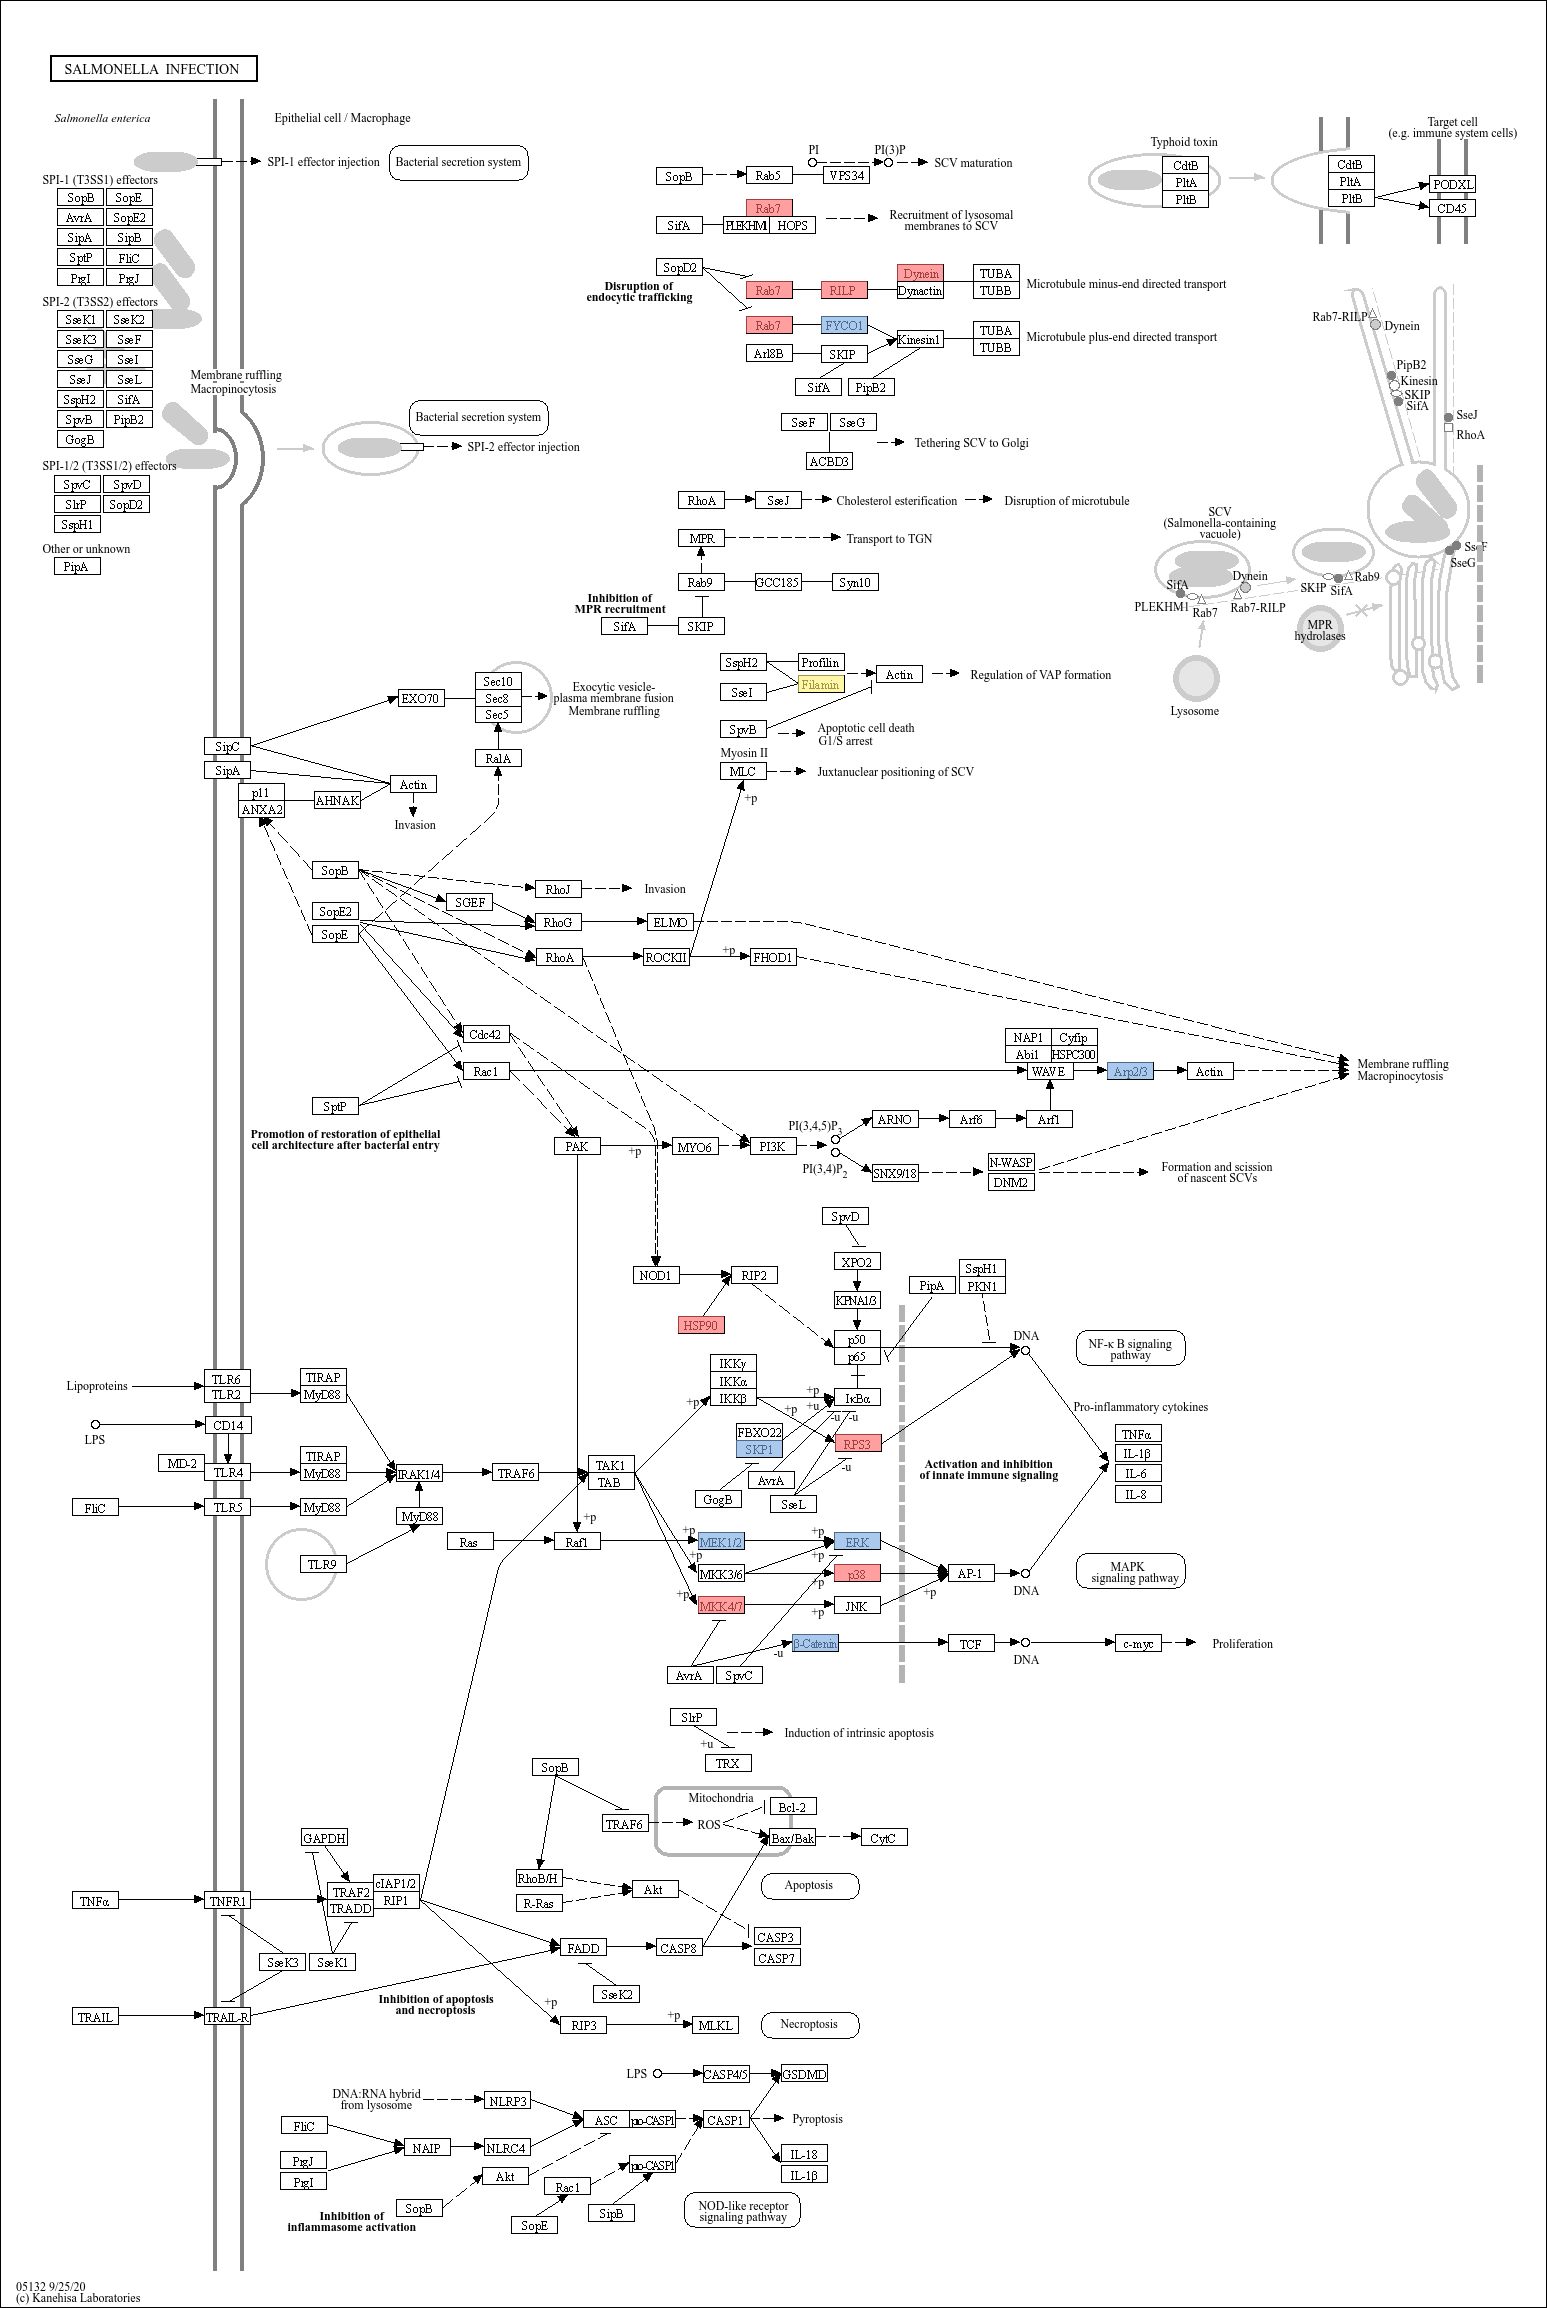 SALMONELLA INFECTION
Salmonella enterica
Epithelial cell / Macrophage
SPI-1 effector injection
Bacterial secretion system
SPI-1 (T3SS1) effectors
SopB SopE
AvrA SopE2
SipA SipB
SptP FliC
PrgI PrgJ
SPI-2 (T3SS2) effectors
SseK1 SseK2
SseK3 SseF
SseG SseI
SseJ SseL
SspH2 SifA
SpvB PipB2
GogB
SPI-1/2 (T3SS1/2) effectors
SpvC SpvD
SlrP SopD2
SspH1
Other or unknown
PipA
Membrane ruffling
Macropinocytosis
Bacterial secretion system
SPI-2 effector injection
PI PI(3)P
SopB Rab5 VPS34 SCV maturation
Rab7
SifA PLEKHM1 HOPS
Recruitment of lysosomal
membranes to SCV
SopD2
Disruption of
endocytic trafficking
Rab7 RILP Dynein
Dynactin
TUBA
TUBB
Microtubule minus-end directed transport
Rab7 FYCO1
Kinesin1
Arl8B SKIP
TUBA
TUBB
Microtubule plus-end directed transport
SifA PipB2
SseF SseG
ACBD3
Tethering SCV to Golgi
RhoA SseJ Cholesterol esterification Disruption of microtubule
MPR Transport to TGN
Rab9 GCC185 Syn10
Inhibition of
MPR recruitment
SifA SKIP
SspH2 Profilin
SseI Filamin
Actin Regulation of VAP formation
SpvB
Apoptotic cell death
G1/S arrest
Myosin II
MLC Juxtanuclear positioning of SCV
+p
Typhoid toxin
CdtB
PltA
PltB
CdtB
PltA
PltB
Target cell
(e.g. immune system cells)
PODXL
CD45
Rab7-RILP
Dynein
PipB2
Kinesin
SKIP
SifA
SseJ
RhoA
SCV
(Salmonella-containing
vacuole)
SseF
SseG
SifA
Dynein
PLEKHM1 Rab7 Rab7-RILP
SKIP SifA Rab9
MPR
hydrolases
Lysosome
EXO70
Sec10
Sec8
Sec5
Exocytic vesicle-
plasma membrane fusion
Membrane ruffling
RalA
SipC
SipA
p11
ANXA2
AHNAK
Actin
Invasion
SopB
SopE2
SopE
RhoJ Invasion
SGEF
RhoG ELMO
RhoA ROCKII +p FHOD1
Cdc42
Rac1
SptP
Promotion of restoration of epithelial
cell architecture after bacterial entry
NAP1 Cyfip
Abi1 HSPC300
WAVE Arp2/3 Actin
Membrane ruffling
Macropinocytosis
PI(3,4,5)P3
ARNO Arf6 Arf1
PAK +p MYO6 PI3K
PI(3,4)P2
SNX9/18
N-WASP
DNM2
Formation and scission
of nascent SCVs
SpvD
XPO2
KPNA1/3
NOD1 RIP2
HSP90
p50
p65
PipA
SspH1
PKN1
DNA
NF-κ B signaling
pathway
IKKγ
IKKα
IKKβ
+p
+p
+u
IκBα
-u -u
+p
FBXO22
SKP1
RPS3
-u
AvrA
GogB
SseL
Activation and inhibition
of innate immune signaling
Pro-inflammatory cytokines
TNFα
IL-1β
IL-6
IL-8
Lipoproteins
TLR6
TLR2
TIRAP
MyD88
LPS
CD14
MD-2
TLR4
TIRAP
MyD88
IRAK1/4 TRAF6
TAK1
TAB
FliC TLR5 MyD88
MyD88
TLR9
Ras +p Raf1
+p MEK1/2 +p ERK
+p MKK3/6 +p p38
+p
+p MKK4/7 +p JNK
+p
AP-1
DNA
MAPK
signaling pathway
β-Catenin
-u
TCF
DNA
c-myc
Proliferation
AvrA SpvC
SlrP
+u
TRX
Induction of intrinsic apoptosis
SopB
TRAF6
Mitochondria
ROS
Bcl-2
Bax/Bak
CytC
RhoB/H
R-Ras
Akt
Apoptosis
GAPDH
TNFα TNFR1
TRAF2
TRADD
cIAP1/2
RIP1
FADD CASP8
CASP3
CASP7
SseK3 SseK1
SseK2
TRAIL TRAIL-R
Inhibition of apoptosis
and necroptosis
+p
RIP3 +p MLKL
Necroptosis
LPS CASP4/5 GSDMD
DNA:RNA hybrid
from lysosome
NLRP3
ASC pro-CASP1 CASP1 Pyroptosis
FliC
NAIP NLRC4
PrgJ
PrgI
Akt
pro-CASP1
IL-18
IL-1β
Rac1
SopB
SopE
SipB
Inhibition of
inflammasome activation
NOD-like receptor
signaling pathway
05132 9/25/20
(c) Kanehisa Laboratories